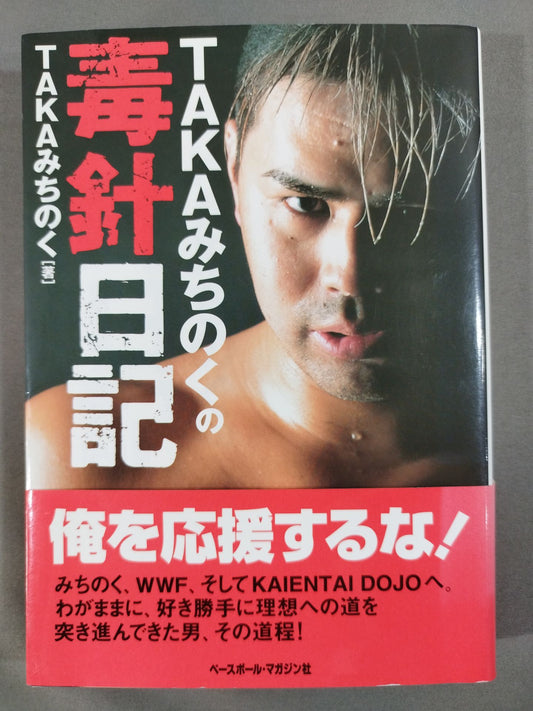 TAKAみちのくの
毒針日記
TAKAみちのく[著]
俺を応援するな!
みちのく、WWF、そしてKAIENTAI DOJOへ。
わがままに、好き勝手に理想への道を
突き進んできた男、その道程!
ベースボール・マガジン社